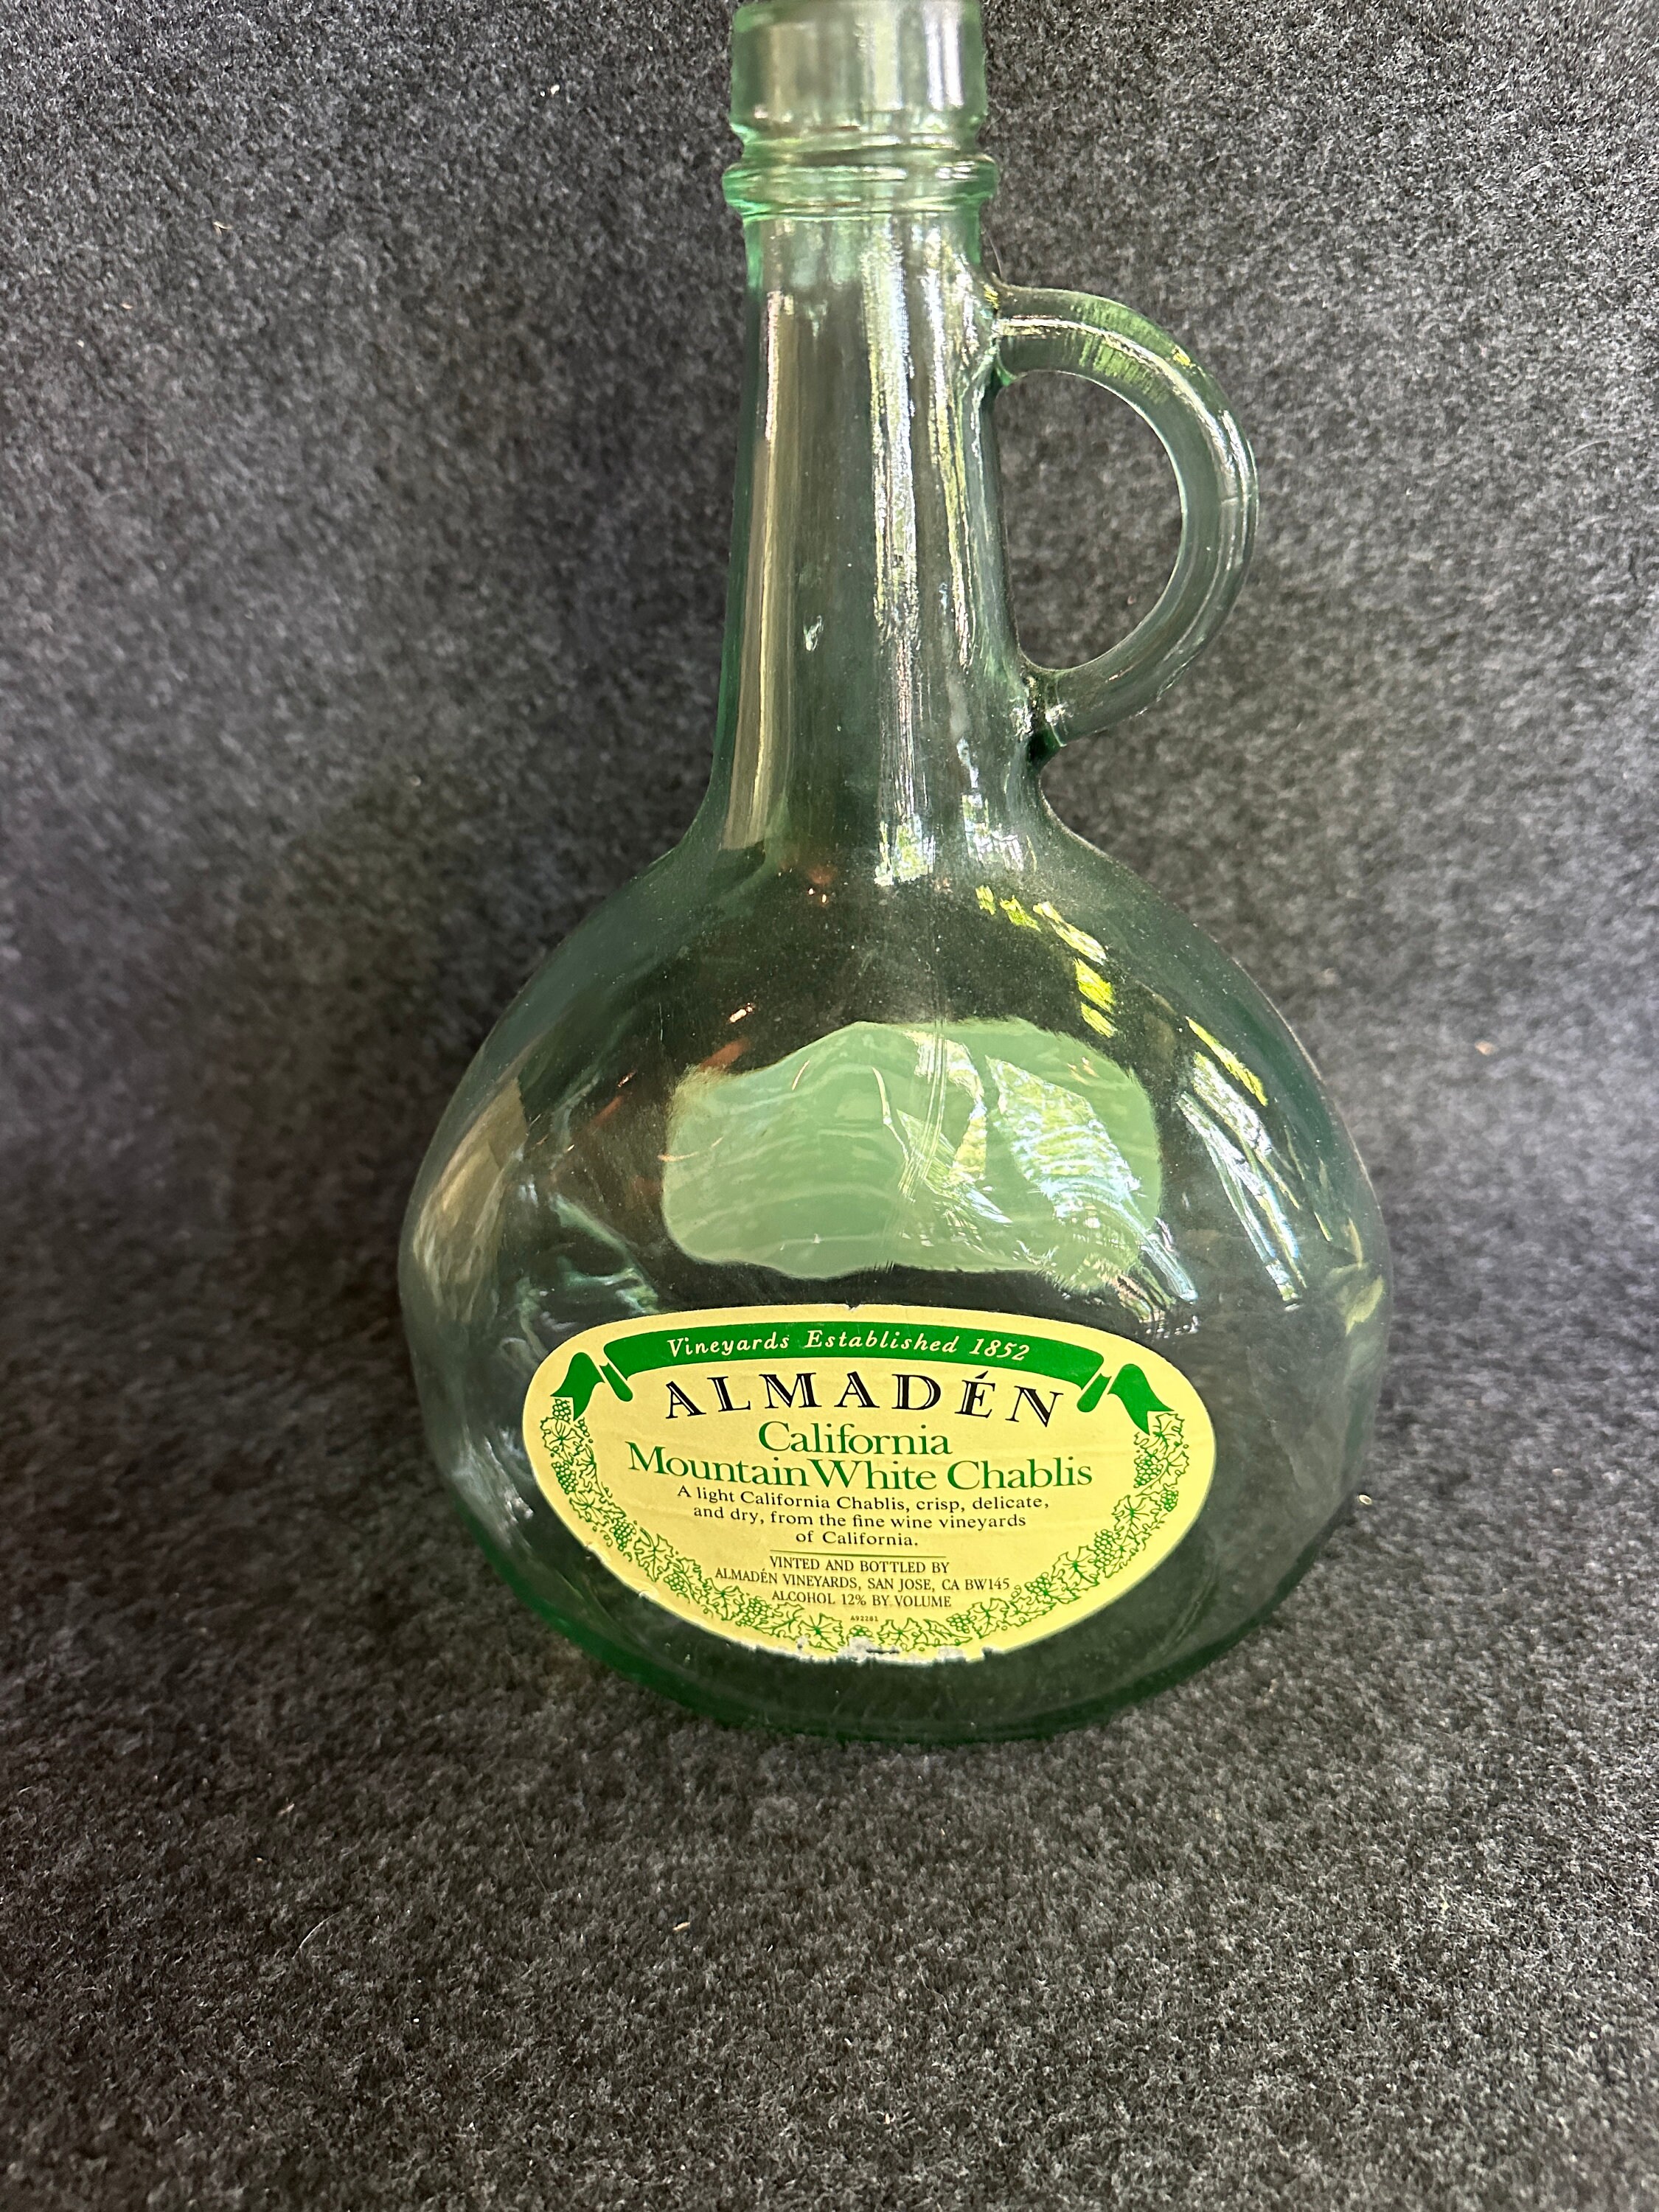 Vineyards Established 1852
ALMADÉN
California
Mountain White Chablis
A light California Chablis, crisp, delicate,
and dry, from the fine wine vineyards
of California.
VINTED AND BOTTLED BY
ALMADÉN VINEYARDS, SAN JOSE, CA BW145
ALCOHOL 12% BY VOLUME
A92281